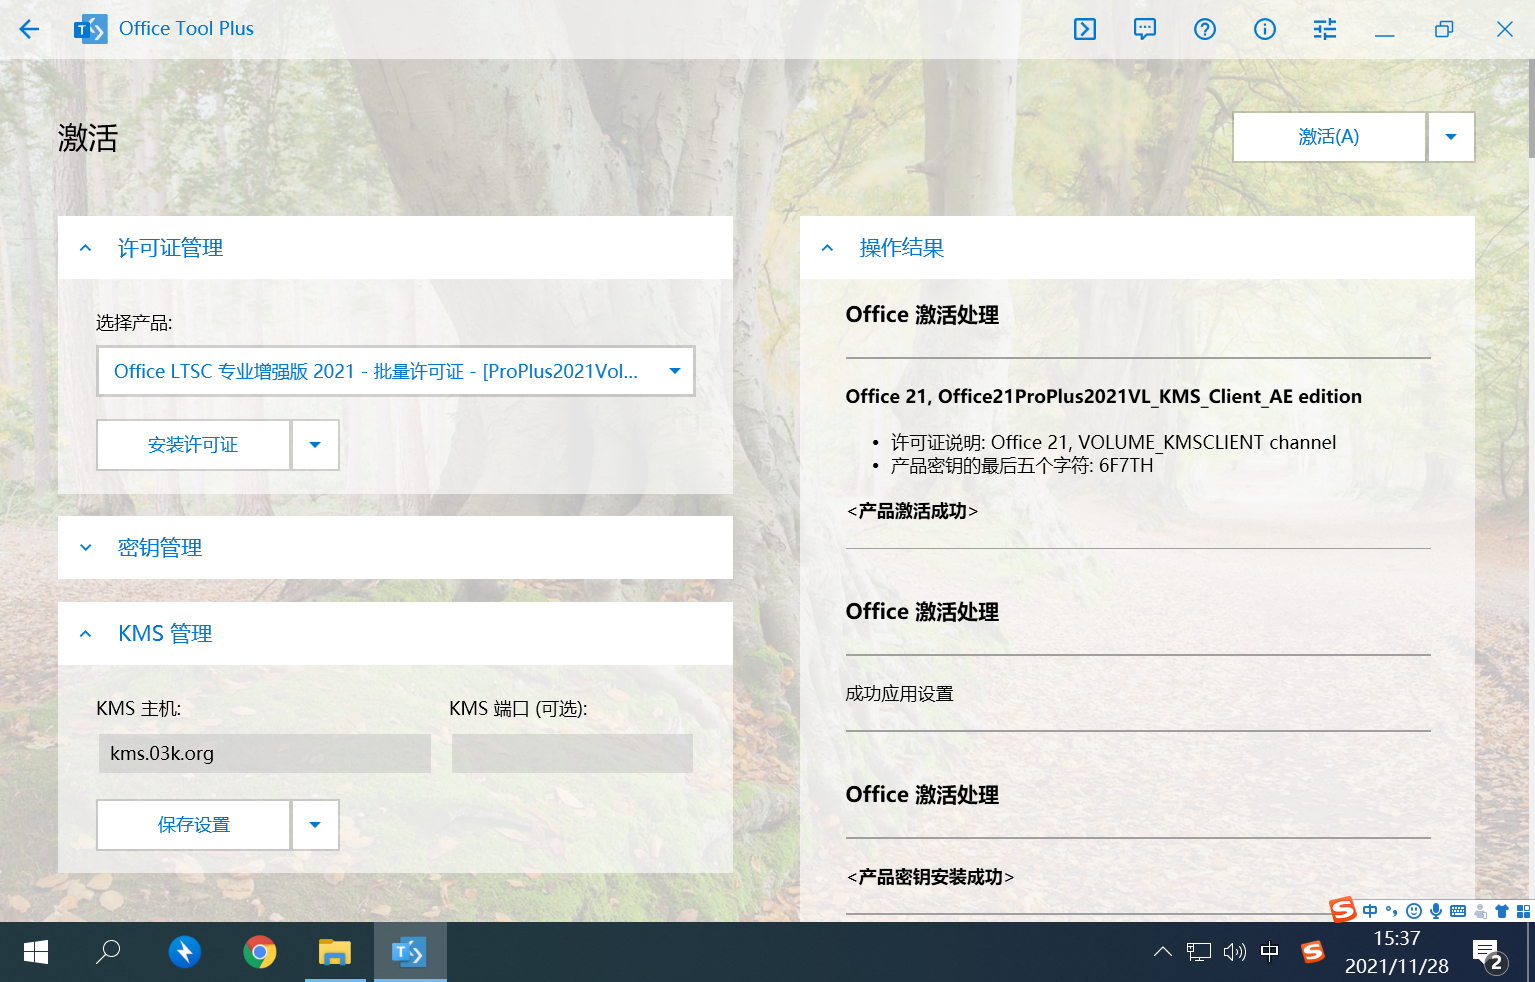 Office Tool Plus
激活
激活(A)
许可证管理
选择产品:
Office LTSC 专业增强版 2021 - 批量许可证 - [ProPlus2021Vol...
安装许可证
密钥管理
KMS 管理
KMS 主机:
KMS 端口 (可选):
kms.03k.org
保存设置
操作结果
Office 激活处理
Office 21, Office21ProPlus2021VL_KMS_Client_AE edition
• 许可证说明: Office 21, VOLUME_KMSCLIENT channel
• 产品密钥的最后五个字符: 6F7TH
<产品激活成功>
Office 激活处理
成功应用设置
Office 激活处理
<产品密钥安装成功>
中
中
15:37
2021/11/28
2